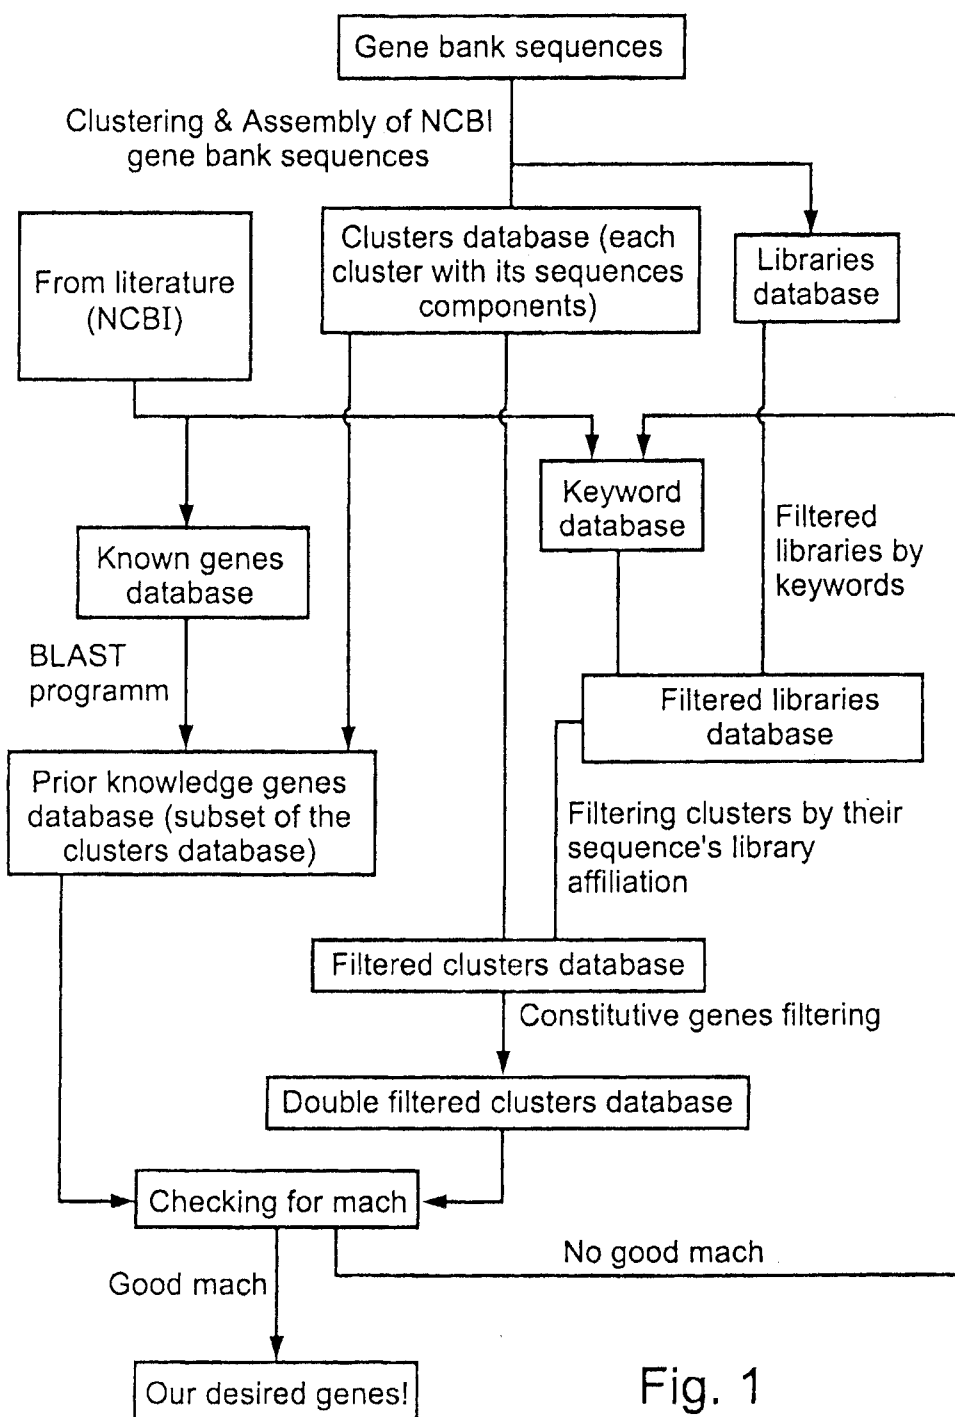 Gene bank sequences
Clustering & Assembly of NCBI
gene bank sequences
From literature
(NCBI)
Clusters database (each
cluster with its sequences
components)
Libraries
database
Keyword
database
Filtered
libraries by
keywords
Known genes
database
BLAST
programm
Filtered libraries
database
Prior knowledge genes
database (subset of the
clusters database)
Filtering clusters by their
sequence's library
affiliation
Filtered clusters database
Constitutive genes filtering
Double filtered clusters database
Checking for mach
No good mach
Good mach
Our desired genes!
Fig. 1